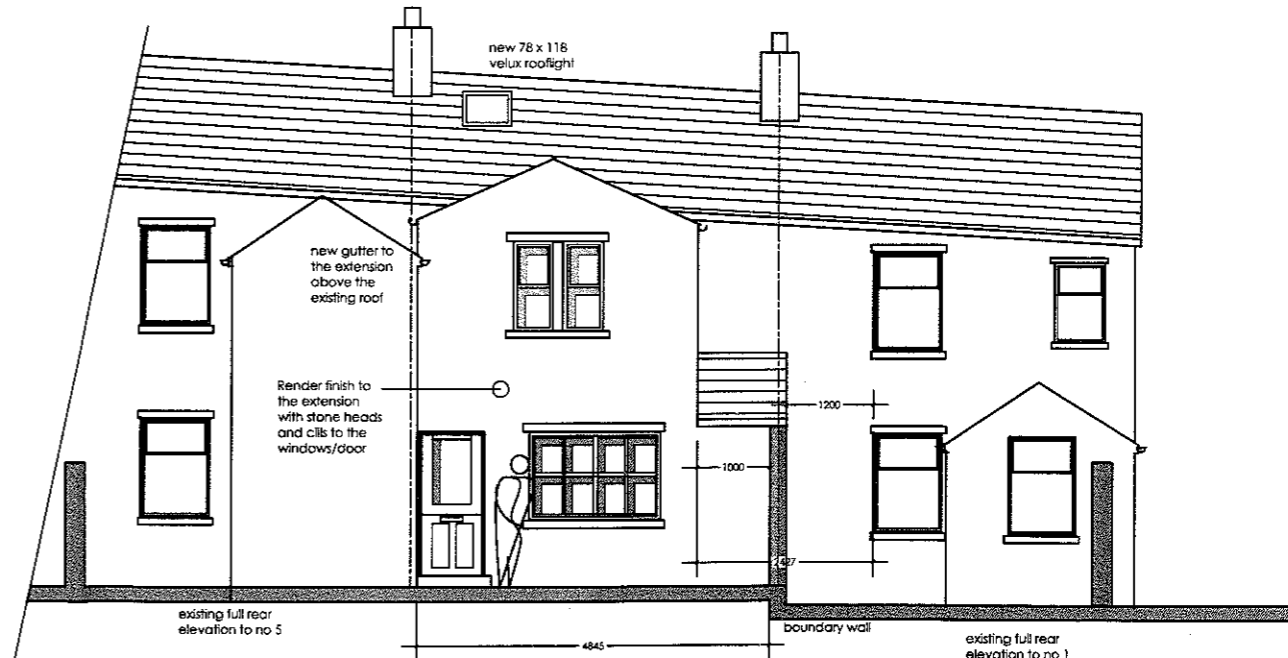 new 78 x 118
velux rooflight
new gutter to
the extension
above the
existing roof
Render finish to
the extension
with stone heads
and cills to the
windows/door
1200
1000
2427
existing full rear
elevation to no 5
4845
boundary wall
existing full rear
elevation to no 1